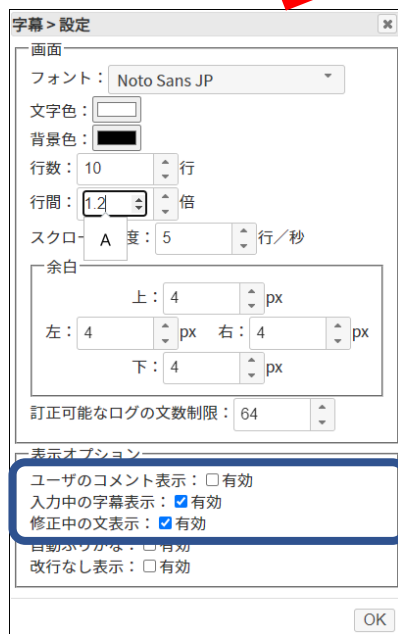 字幕 > 設定
画面
フォント： Noto Sans JP
文字色：
背景色：
行数： 10 行
行間： 1.2 倍
A
スクロー 度： 5 行／秒
余白
上： 4 px
左： 4 px 右： 4 px
下： 4 px
訂正可能なログの文数制限： 64
表示オプション
ユーザのコメント表示： 有効
入力中の字幕表示： 有効
修正中の文表示： 有効
自動ふりがな： 有効
改行なし表示： 有効
OK